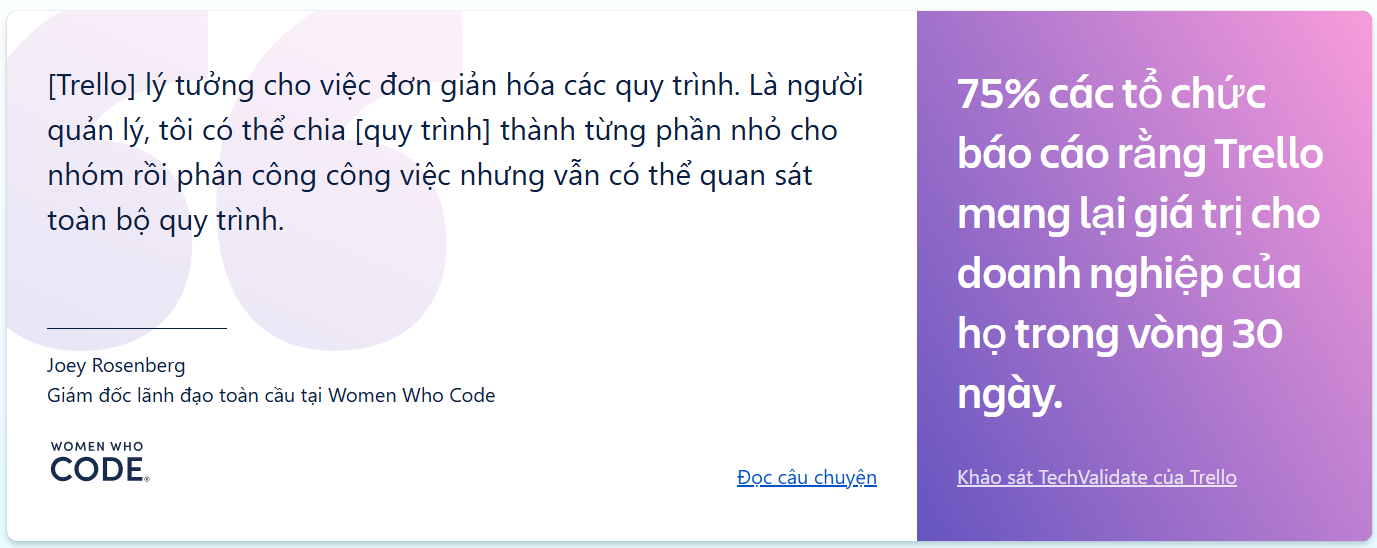 [Trello] lý tưởng cho việc đơn giản hóa các quy trình. Là người
quản lý, tôi có thể chia [quy trình] thành từng phần nhỏ cho
nhóm rồi phân công công việc nhưng vẫn có thể quan sát
toàn bộ quy trình.
Joey Rosenberg
Giám đốc lãnh đạo toàn cầu tại Women Who Code
WOMEN WHO
CODE®
Đọc câu chuyện
75% các tổ chức
báo cáo rằng Trello
mang lại giá trị cho
doanh nghiệp của
họ trong vòng 30
ngày.
Khảo sát TechValidate của Trello